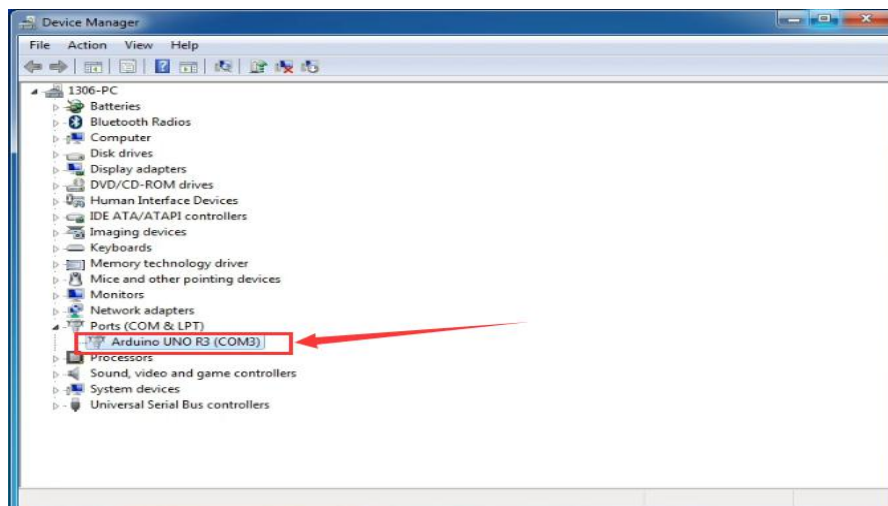 Device Manager
File Action View Help
1306-PC
Batteries
Bluetooth Radios
Computer
Disk drives
Display adapters
DVD/CD-ROM drives
Human Interface Devices
IDE ATA/ATAPI controllers
Imaging devices
Keyboards
Memory technology driver
Mice and other pointing devices
Monitors
Network adapters
Ports (COM & LPT)
Arduino UNO R3 (COM3)
Processors
Sound, video and game controllers
System devices
Universal Serial Bus controllers